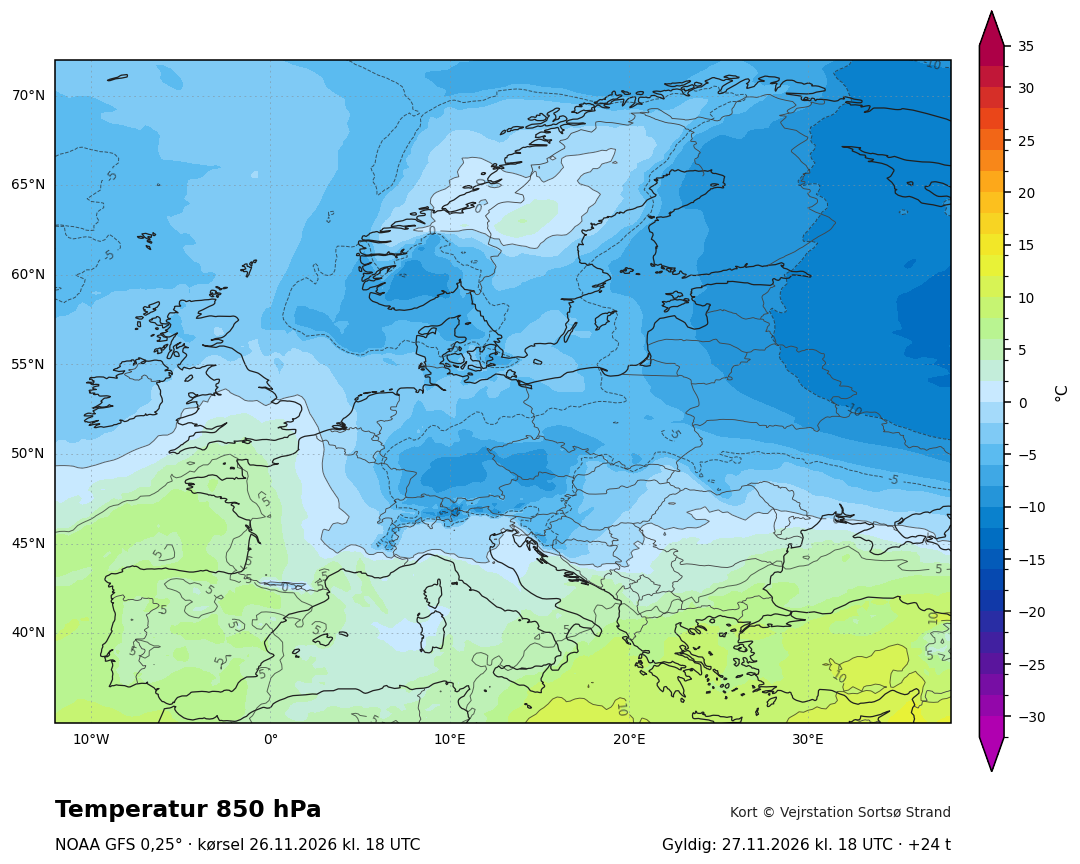 70°N
65°N
60°N
55°N
50°N
45°N
40°N
10°W 0° 10°E 20°E 30°E
35
30
25
20
15
10
5
0
−5
−10
−15
−20
−25
−30
°C
Temperatur 850 hPa
Kort © Vejrstation Sortsø Strand
NOAA GFS 0,25° · kørsel 26.11.2026 kl. 18 UTC
Gyldig: 27.11.2026 kl. 18 UTC · +24 t